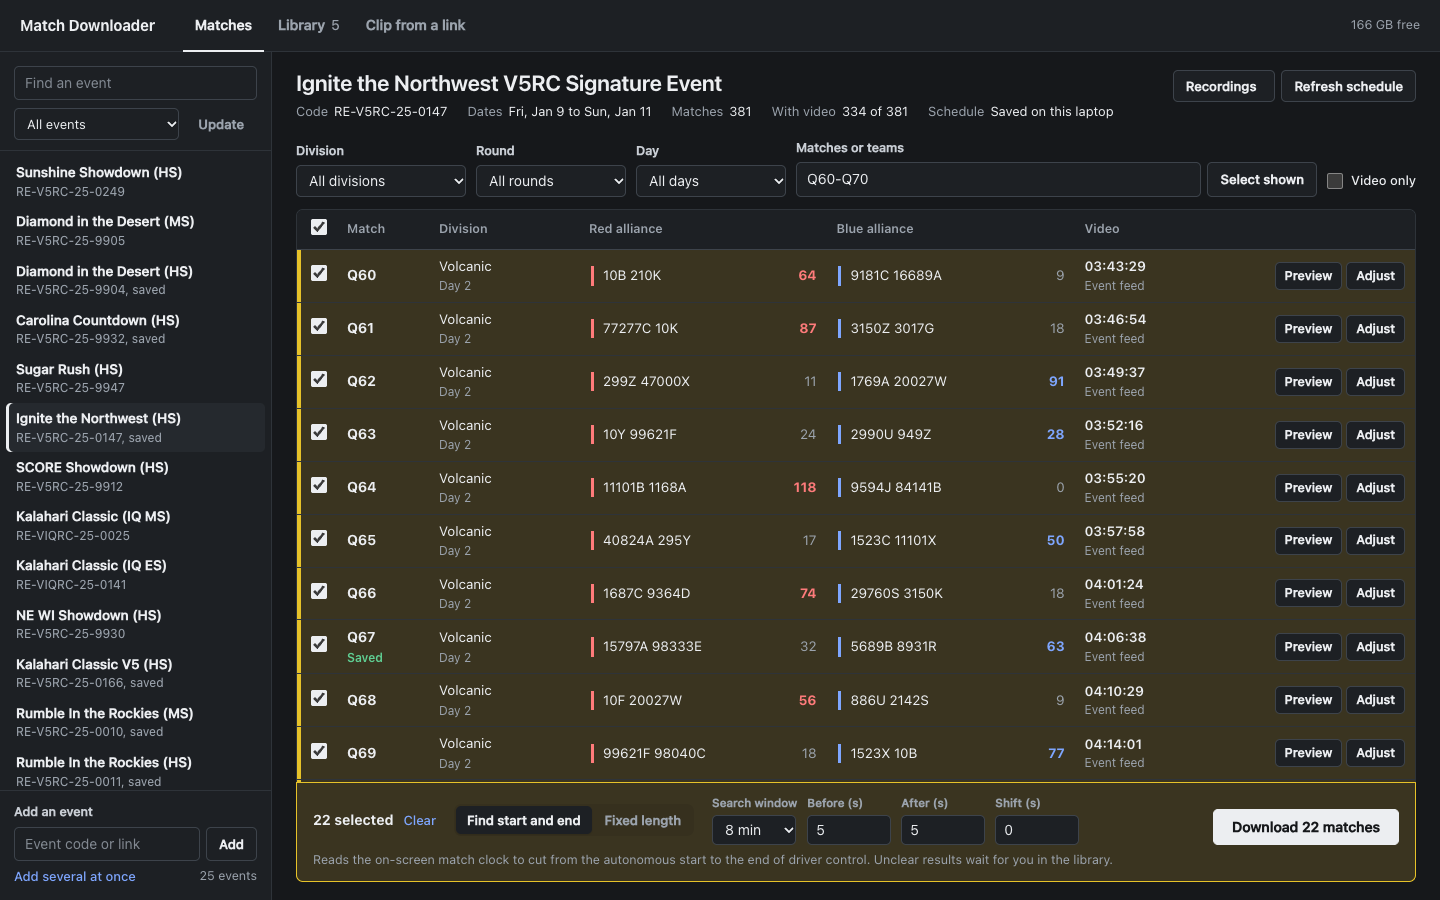 Match Downloader
Matches
Library 5
Clip from a link
166 GB free
Find an event
All events
Update
Sunshine Showdown (HS)
RE-V5RC-25-0249
Diamond in the Desert (MS)
RE-V5RC-25-9905
Diamond in the Desert (HS)
RE-V5RC-25-9904, saved
Carolina Countdown (HS)
RE-V5RC-25-9932, saved
Sugar Rush (HS)
RE-V5RC-25-9947
Ignite the Northwest (HS)
RE-V5RC-25-0147, saved
SCORE Showdown (HS)
RE-V5RC-25-9912
Kalahari Classic (IQ MS)
RE-VIQRC-25-0025
Kalahari Classic (IQ ES)
RE-VIQRC-25-0141
NE WI Showdown (HS)
RE-V5RC-25-9930
Kalahari Classic V5 (HS)
RE-V5RC-25-0166, saved
Rumble In the Rockies (MS)
RE-V5RC-25-0010, saved
Rumble In the Rockies (HS)
RE-V5RC-25-0011, saved
Add an event
Event code or link
Add
Add several at once
25 events
Ignite the Northwest V5RC Signature Event
Code RE-V5RC-25-0147 Dates Fri, Jan 9 to Sun, Jan 11 Matches 381 With video 334 of 381 Schedule Saved on this laptop
Recordings
Refresh schedule
Division
All divisions
Round
All rounds
Day
All days
Matches or teams
Q60-Q70
Select shown
Video only
Match Division Red alliance Blue alliance Video
Q60 Volcanic Day 2 10B 210K 64 9181C 16689A 9 03:43:29 Event feed Preview Adjust
Q61 Volcanic Day 2 77277C 10K 87 3150Z 3017G 18 03:46:54 Event feed Preview Adjust
Q62 Volcanic Day 2 299Z 47000X 11 1769A 20027W 91 03:49:37 Event feed Preview Adjust
Q63 Volcanic Day 2 10Y 99621F 24 2990U 949Z 28 03:52:16 Event feed Preview Adjust
Q64 Volcanic Day 2 11101B 1168A 118 9594J 84141B 0 03:55:20 Event feed Preview Adjust
Q65 Volcanic Day 2 40824A 295Y 17 1523C 11101X 50 03:57:58 Event feed Preview Adjust
Q66 Volcanic Day 2 1687C 9364D 74 29760S 3150K 18 04:01:24 Event feed Preview Adjust
Q67 Saved Volcanic Day 2 15797A 98333E 32 5689B 8931R 63 04:06:38 Event feed Preview Adjust
Q68 Volcanic Day 2 10F 20027W 56 886U 2142S 9 04:10:29 Event feed Preview Adjust
Q69 Volcanic Day 2 99621F 98040C 18 1523X 10B 77 04:14:01 Event feed Preview Adjust
22 selected
Clear
Find start and end
Fixed length
Search window
8 min
Before (s)
5
After (s)
5
Shift (s)
0
Download 22 matches
Reads the on-screen match clock to cut from the autonomous start to the end of driver control. Unclear results wait for you in the library.